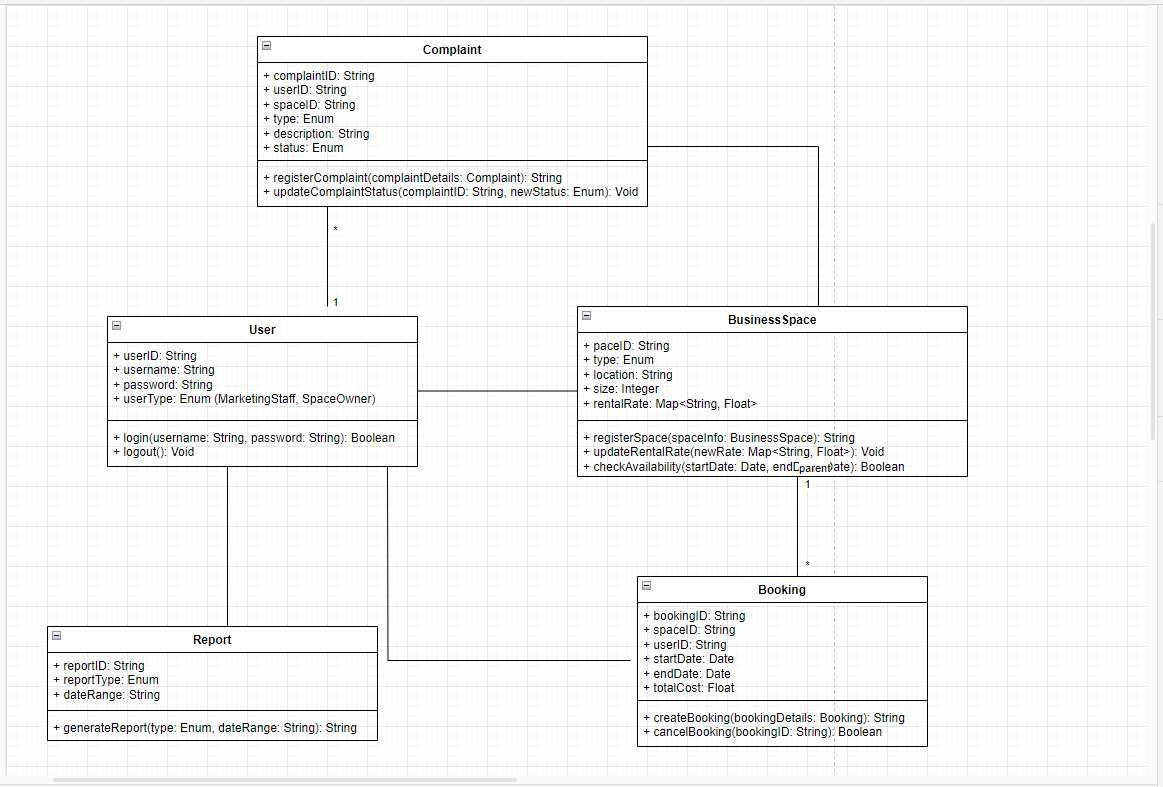 Complaint
+ complaintID: String
+ userID: String
+ spaceID: String
+ type: Enum
+ description: String
+ status: Enum
+ registerComplaint(complaintDetails: Complaint): String
+ updateComplaintStatus(complaintID: String, newStatus: Enum): Void
*
1
User
+ userID: String
+ username: String
+ password: String
+ userType: Enum (MarketingStaff, SpaceOwner)
+ login(username: String, password: String): Boolean
+ logout(): Void
BusinessSpace
+ paceID: String
+ type: Enum
+ location: String
+ size: Integer
+ rentalRate: Map<String, Float>
+ registerSpace(spaceInfo: BusinessSpace): String
+ updateRentalRate(newRate: Map<String, Float>): Void
+ checkAvailability(startDate: Date, endDate: Date): Boolean
parent
1
*
Report
+ reportID: String
+ reportType: Enum
+ dateRange: String
+ generateReport(type: Enum, dateRange: String): String
Booking
+ bookingID: String
+ spaceID: String
+ userID: String
+ startDate: Date
+ endDate: Date
+ totalCost: Float
+ createBooking(bookingDetails: Booking): String
+ cancelBooking(bookingID: String): Boolean